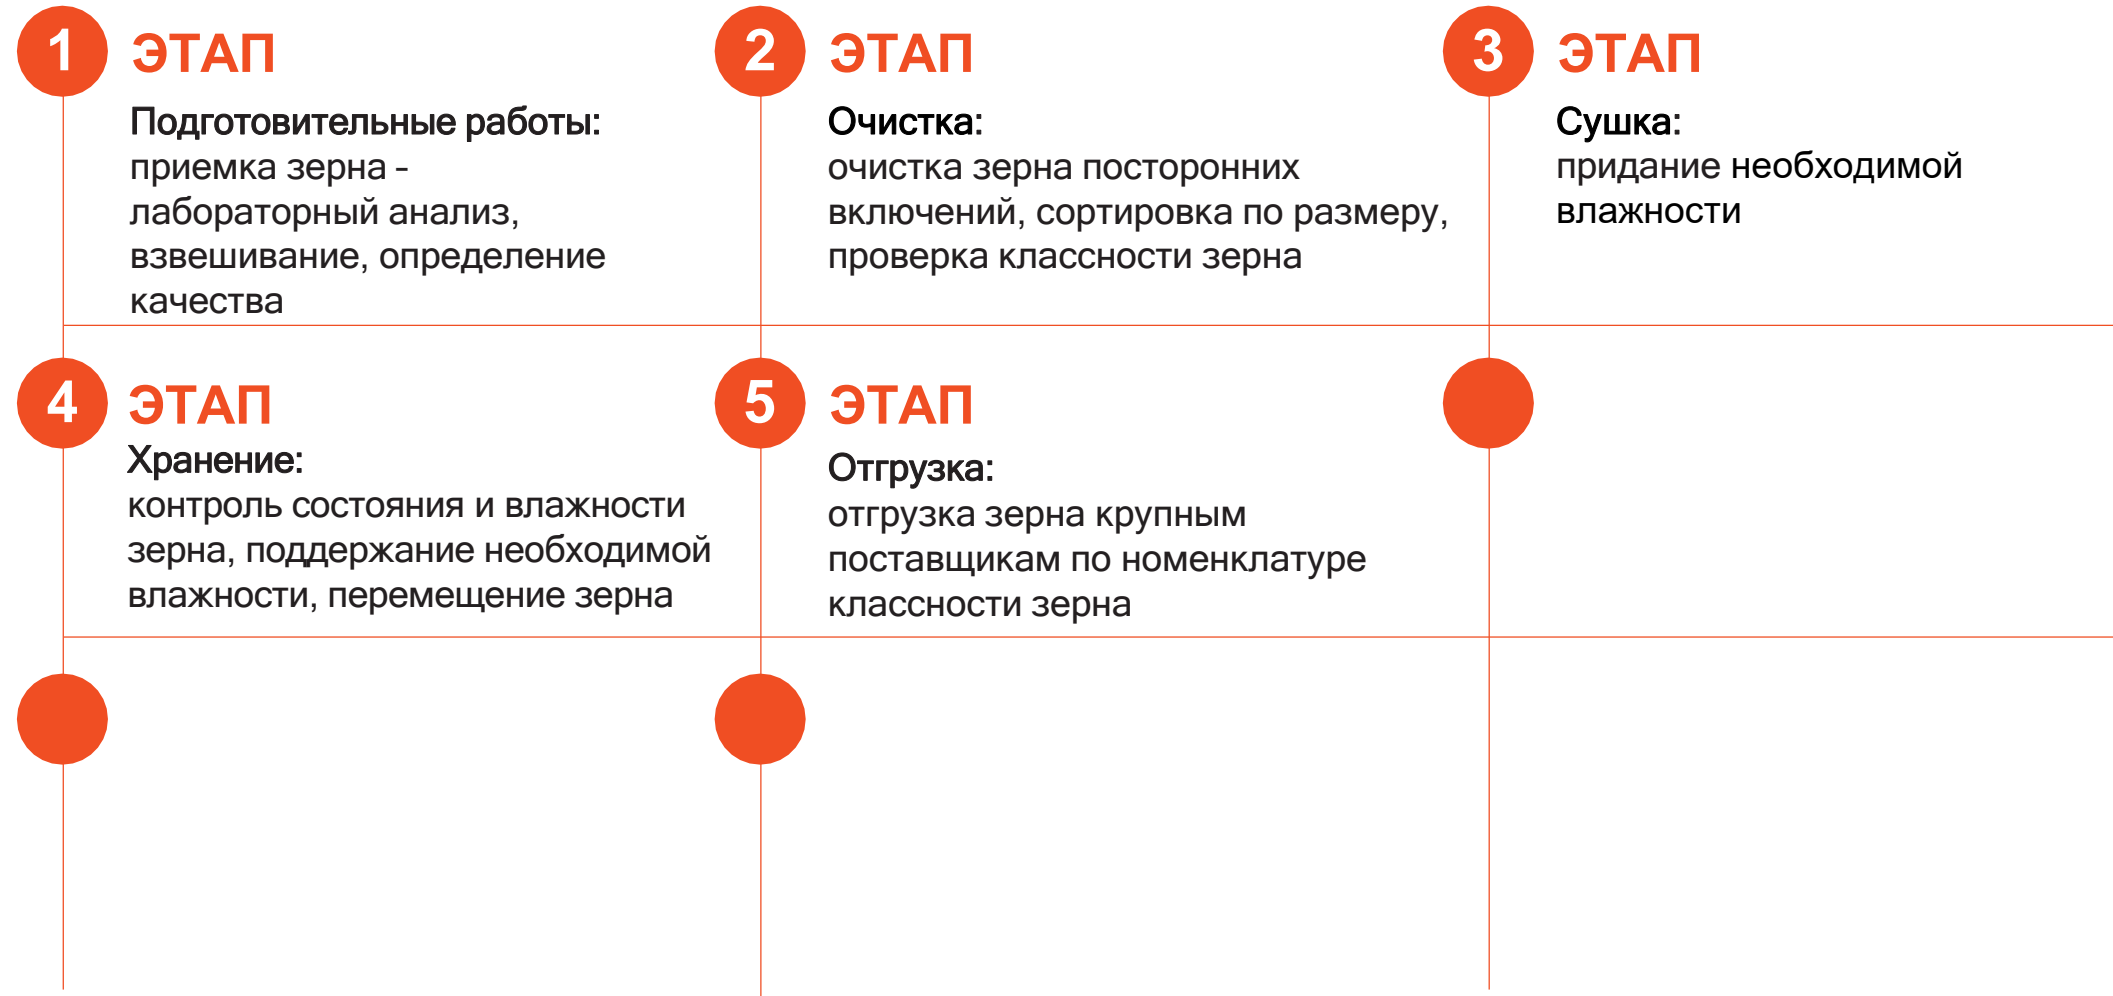 1 ЭТАП
Подготовительные работы:
приемка зерна -
лабораторный анализ,
взвешивание, определение
качества
2 ЭТАП
Очистка:
очистка зерна посторонних
включений, сортировка по размеру,
проверка классности зерна
3 ЭТАП
Сушка:
придание необходимой
влажности
4 ЭТАП
Хранение:
контроль состояния и влажности
зерна, поддержание необходимой
влажности, перемещение зерна
5 ЭТАП
Отгрузка:
отгрузка зерна крупным
поставщикам по номенклатуре
классности зерна